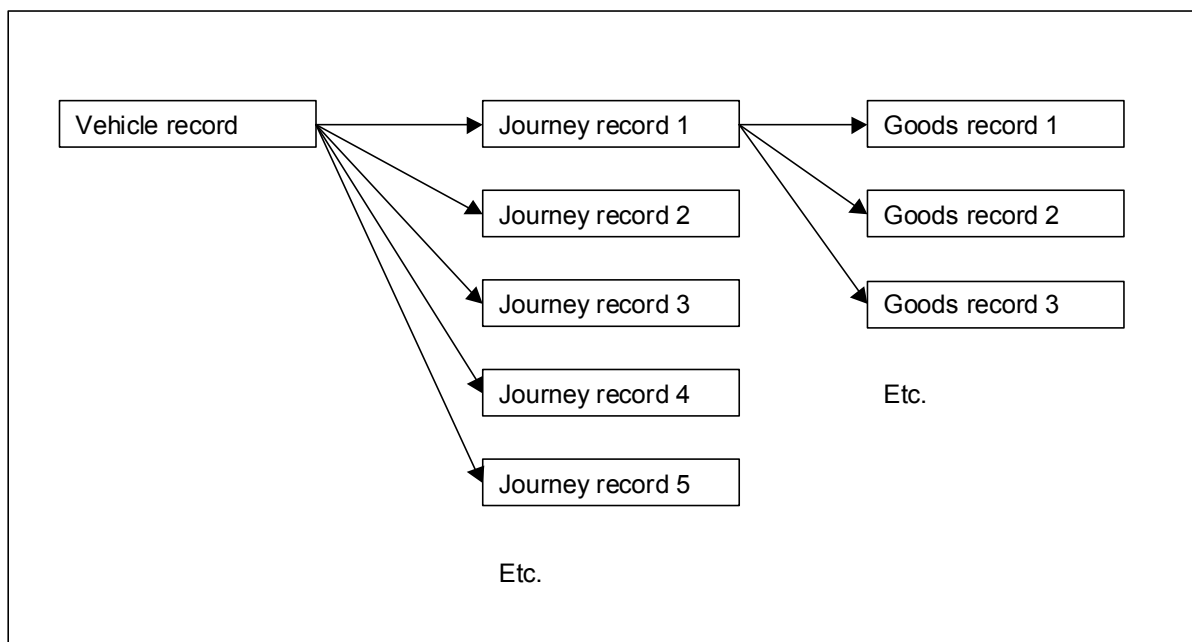 Vehicle record
Journey record 1
Goods record 1
Journey record 2
Goods record 2
Journey record 3
Goods record 3
Journey record 4
Etc.
Journey record 5
Etc.